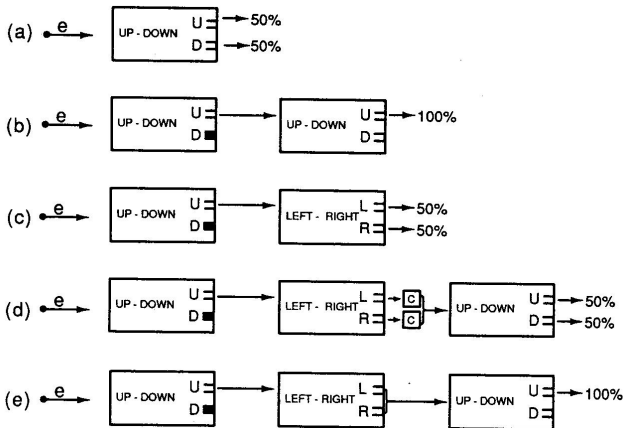 (a) e UP - DOWN U 50%
D 50%
(b) e UP - DOWN U UP - DOWN U 100%
D D
(c) e UP - DOWN U LEFT - RIGHT L 50%
D R 50%
(d) e UP - DOWN U LEFT - RIGHT L c UP - DOWN U 50%
D R c D 50%
(e) e UP - DOWN U LEFT - RIGHT L UP - DOWN U 100%
D R D